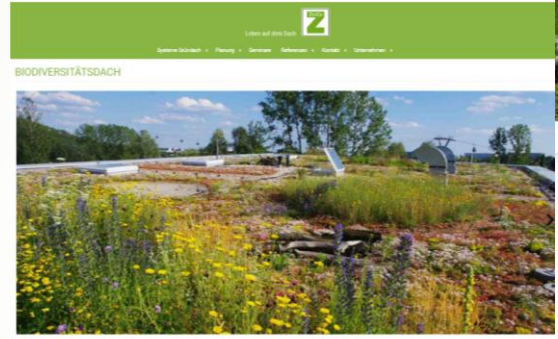 Leben auf dem Dach
Systeme Gründach Planung Seminare Referenzen Kontakt Unternehmen
BIODIVERSITÄTSDACH